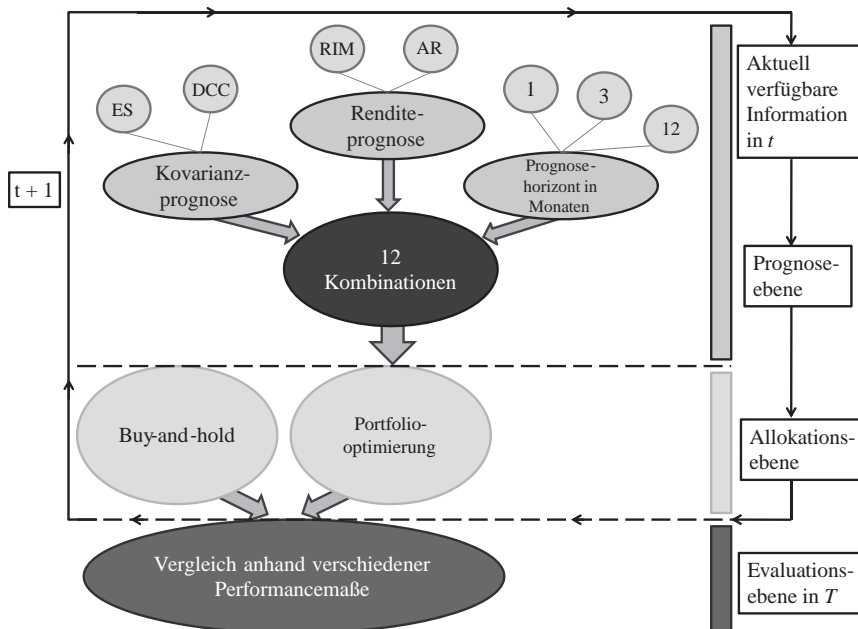 RIM
AR
DCC
ES
1
3
12
Rendite-
prognose
Kovarianz-
prognose
Prognose-
horizont in
Monaten
12
Kombinationen
t + 1
Aktuell
verfügbare
Information
in t
Prognose-
ebene
Buy-and-hold
Portfolio-
optimierung
Allokations-
ebene
Vergleich anhand verschiedener
Performancemaße
Evaluations-
ebene in T